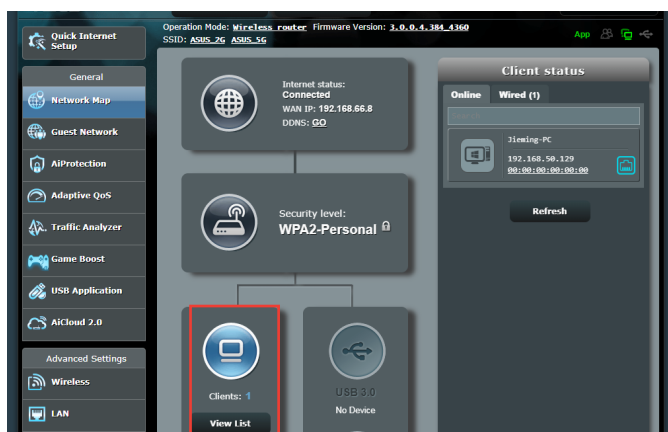 Operation Mode: Wireless router Firmware Version: 3.0.0.4.384_4360
SSID: ASUS_2G ASUS_5G
App
Quick Internet
Setup
General
Network Map
Guest Network
AiProtection
Adaptive QoS
Traffic Analyzer
Game Boost
USB Application
AiCloud 2.0
Advanced Settings
Wireless
LAN
Internet status:
Connected
WAN IP: 192.168.66.8
DDNS: GO
Security level:
WPA2-Personal
Clients: 1
View List
USB 3.0
No Device
Client status
Online Wired (1)
Jieming-PC
192.168.50.129
00:00:00:00:00:00
Refresh